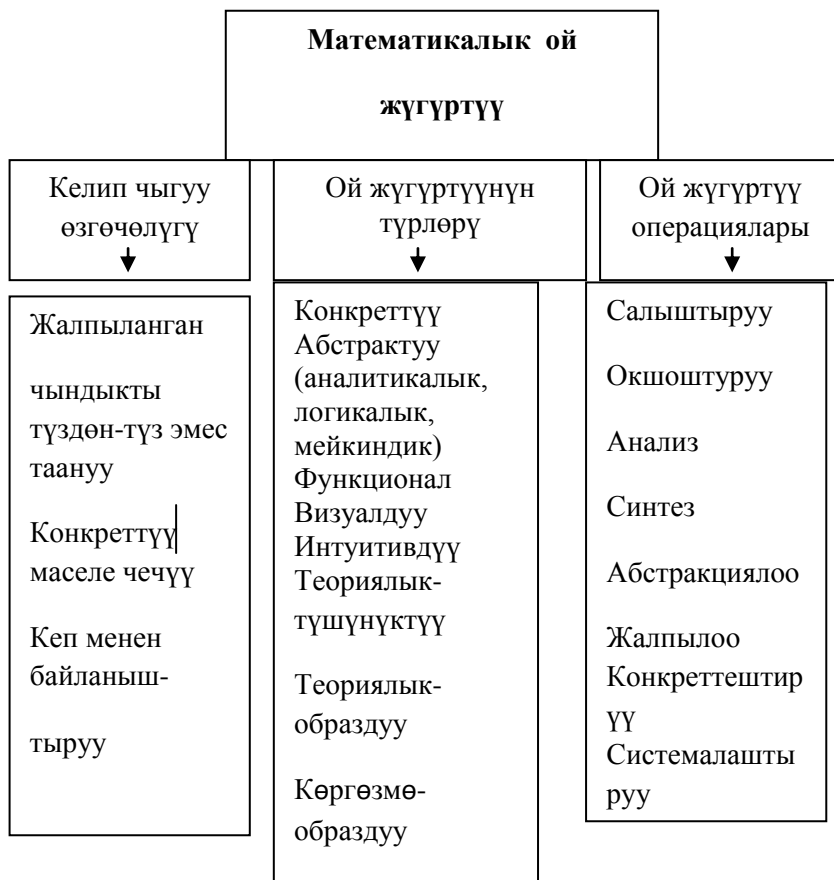 Математикалык ой
жүгүртүү
Келип чыгуу
өзгөчөлүгү
Ой жүгүртүүнүн
түрлөрү
Ой жүгүртүү
операциялары
Жалпыланган
чындыкты
түздөн-түз эмес
таануу
Конкреттүү
маселе чечүү
Кеп менен
байланыш-
тыруу
Конкреттүү
Абстрактуу
(аналитикалык,
логикалык,
мейкиндик)
Функционал
Визуалдуу
Интуитивдүү
Теориялык-
түшүнүктүү
Теориялык-
образдуу
Көргөзмө-
образдуу
Салыштыруу
Окшоштуруу
Анализ
Синтез
Абстракциялоо
Жалпылоо
Конкреттештир
үү
Системалашты
руу